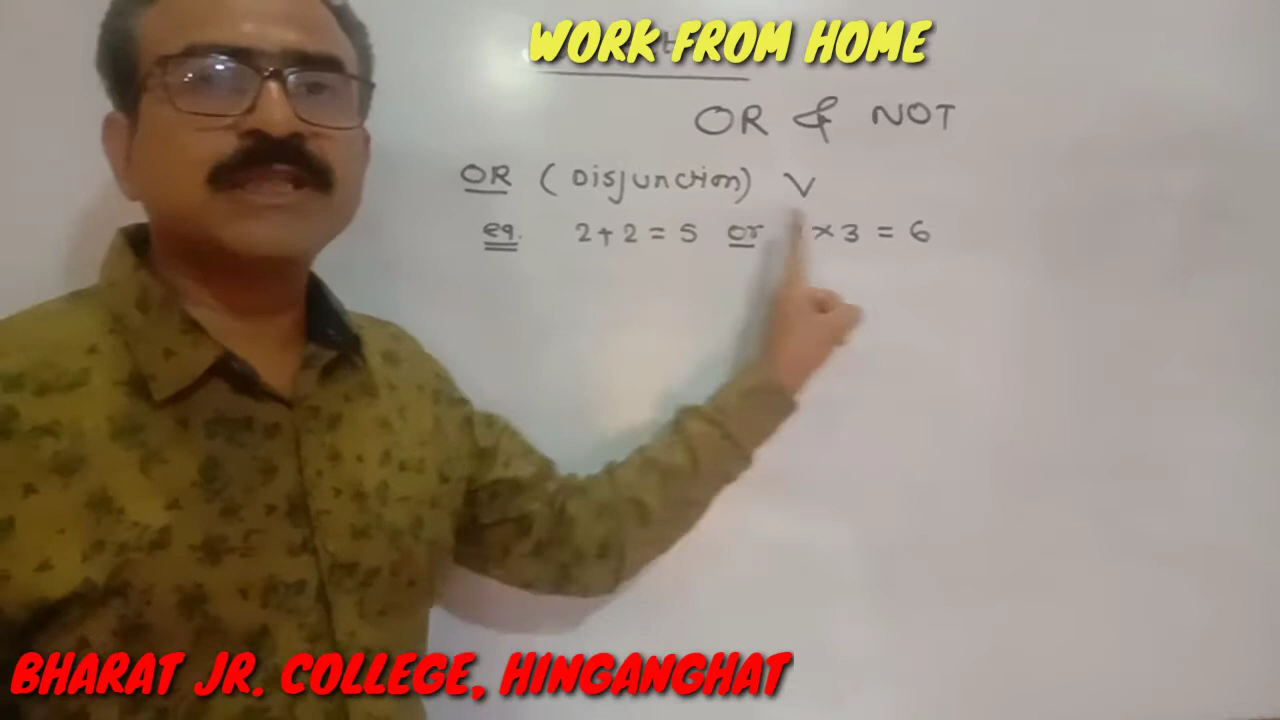 WORK FROM HOME
OR & NOT
OR (Disjunction) ∨
eg. 2+2 = 5 or × 3 = 6
BHARAT JR. COLLEGE, HINGANGHAT